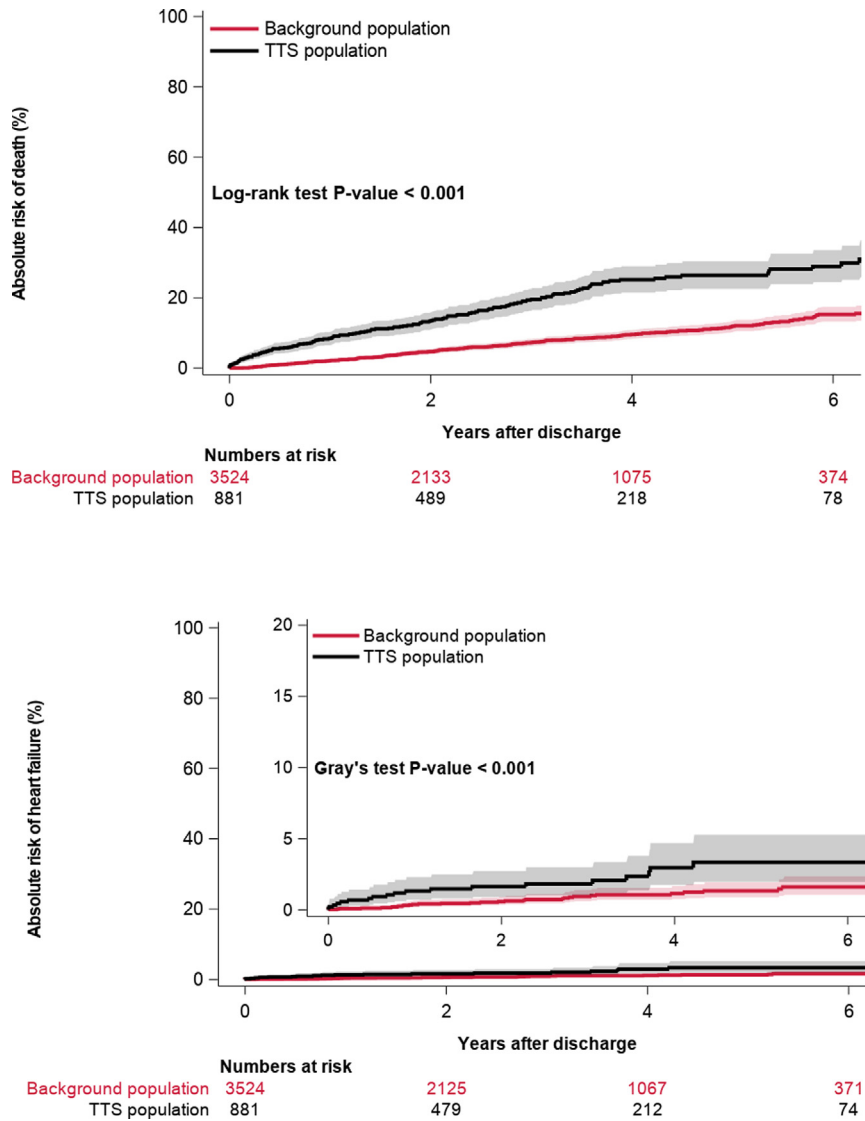 Absolute risk of death (%)
100
80
60
40
20
0
Background population
TTS population
Log-rank test P-value < 0.001
0 2 4 6
Years after discharge
Numbers at risk
Background population 3524 2133 1075 374
TTS population 881 489 218 78
Absolute risk of heart failure (%)
100
80
60
40
20
0
20
15
10
5
0
Background population
TTS population
Gray's test P-value < 0.001
0 2 4 6
0 2 4 6
Years after discharge
Numbers at risk
Background population 3524 2125 1067 371
TTS population 881 479 212 74